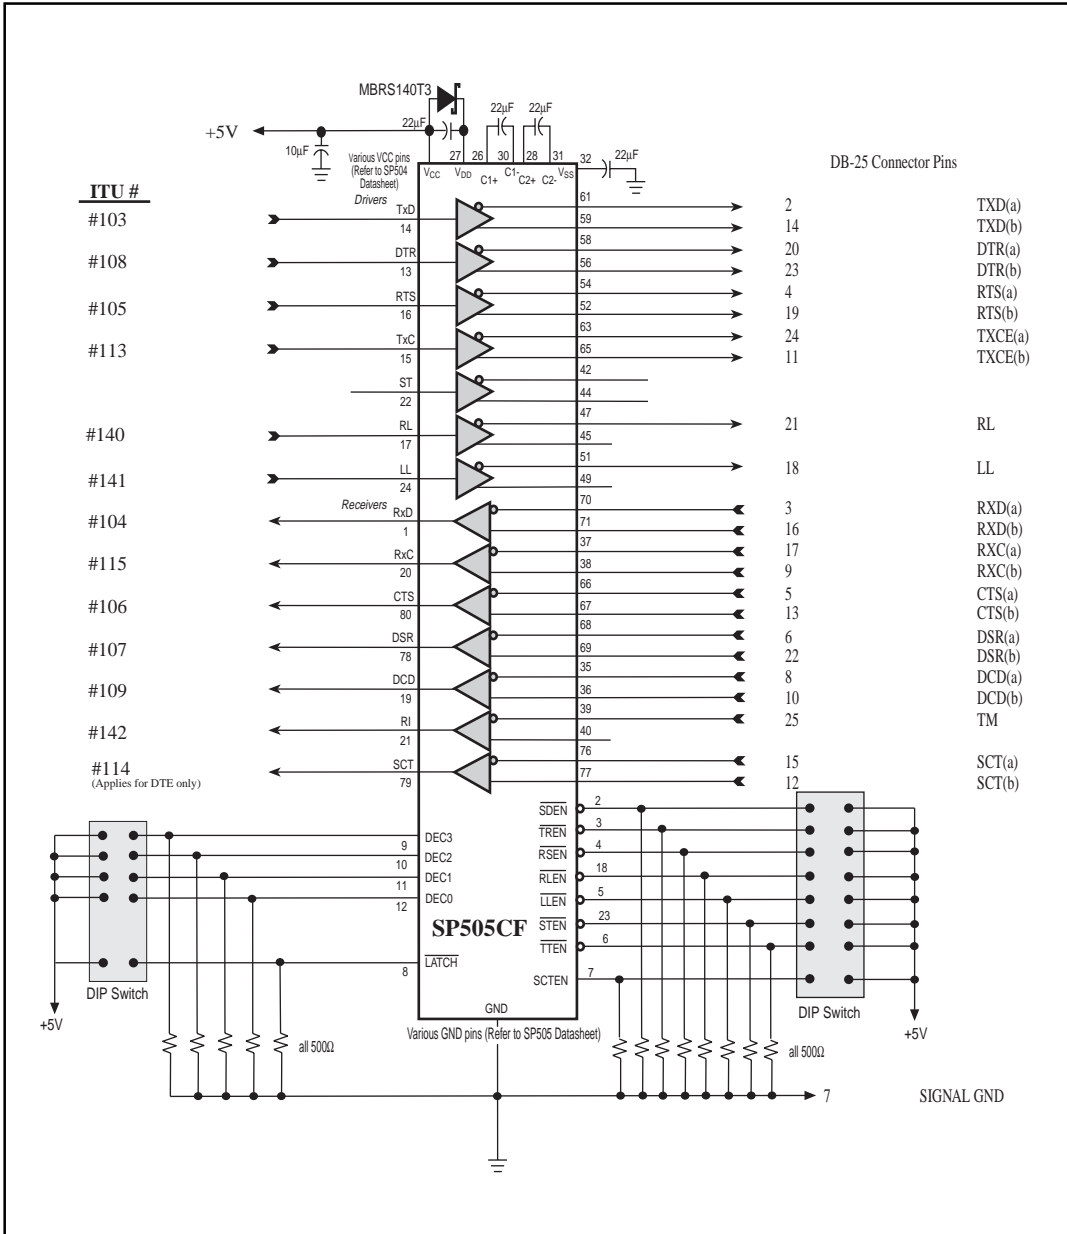 MBRS140T3
22µF 22µF
22µF
+5V
10µF
Various VCC pins
(Refer to SP504
Datasheet)
27 26 30 28 31 32 22µF
VCC VDD C1+ C1- C2+ C2- VSS
DB-25 Connector Pins
ITU #
Drivers
#103 TxD 14 61 2 TXD(a)
59 14 TXD(b)
#108 DTR 13 58 20 DTR(a)
56 23 DTR(b)
#105 RTS 16 54 4 RTS(a)
52 19 RTS(b)
#113 TxC 15 63 24 TXCE(a)
65 11 TXCE(b)
ST 22 42
44
#140 RL 17 47 21 RL
45
#141 LL 24 51 18 LL
49
Receivers
#104 RxD 1 70 3 RXD(a)
71 16 RXD(b)
#115 RxC 20 37 17 RXC(a)
38 9 RXC(b)
#106 CTS 80 66 5 CTS(a)
67 13 CTS(b)
#107 DSR 78 68 6 DSR(a)
69 22 DSR(b)
#109 DCD 19 35 8 DCD(a)
36 10 DCD(b)
#142 RI 21 39 25 TM
40
#114 SCT 79 76 15 SCT(a)
(Applies for DTE only) 77 12 SCT(b)
SDEN 2
TREN 3
9 DEC3
RSEN 4
10 DEC2
RLEN 18
11 DEC1
LLEN 5
12 DEC0
SP505CF
STEN 23
TTEN 6
8 LATCH
SCTEN 7
DIP Switch
GND
DIP Switch
+5V
Various GND pins (Refer to SP505 Datasheet)
+5V
all 500Ω
all 500Ω
7 SIGNAL GND